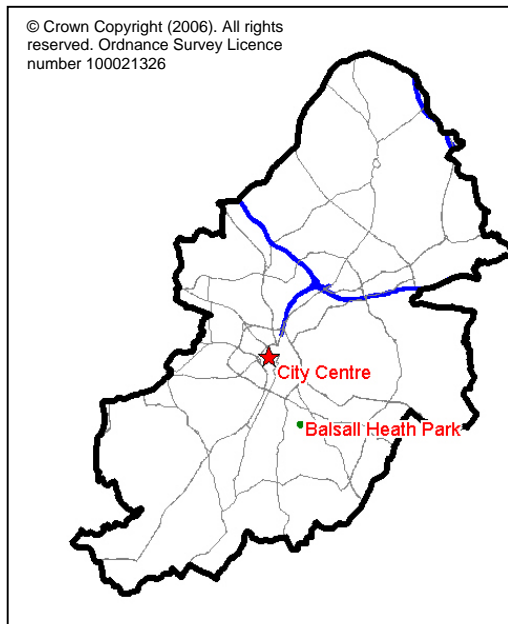 © Crown Copyright (2006). All rights
reserved. Ordnance Survey Licence
number 100021326
City Centre
Balsall Heath Park